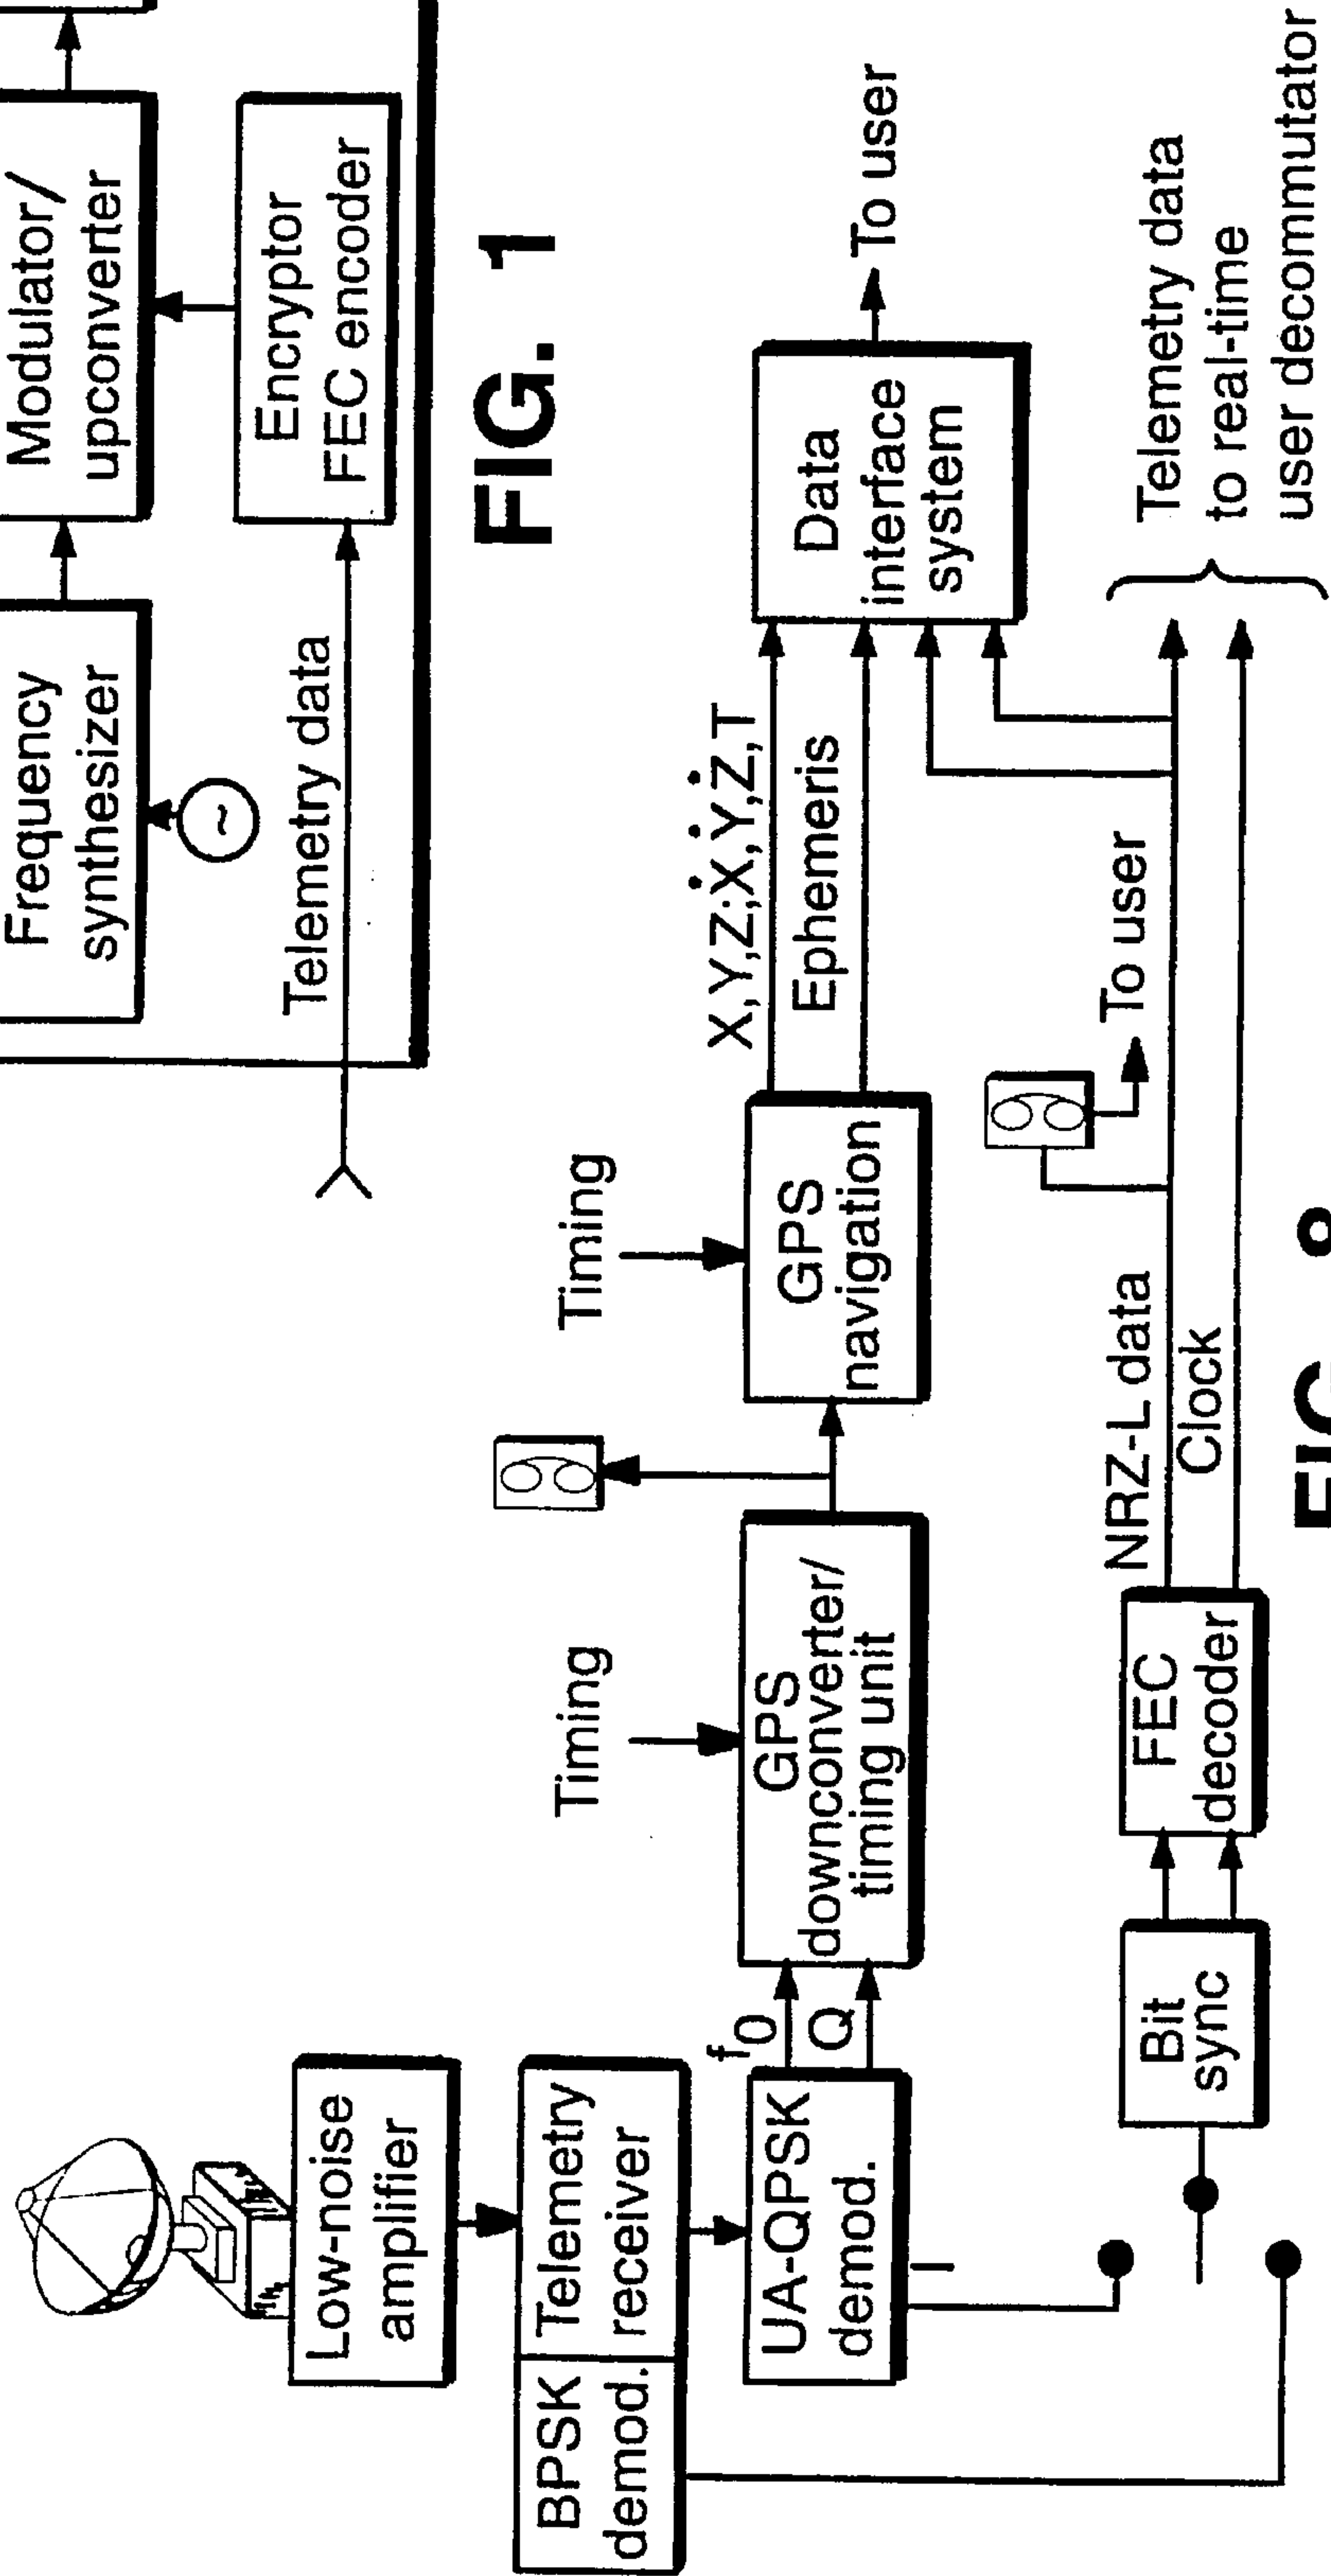 Frequency
synthesizer
Modulator/
upconverter
Telemetry data
Encryptor
FEC encoder
~
FIG. 1
Low-noise
amplifier
BPSK
demod.
Telemetry
receiver
UA-QPSK
demod.
f0
Q
I
Timing
GPS
downconverter/
timing unit
Timing
GPS
navigation
X,Y,Z;Ẋ,Ẏ,Ż,T
Ephemeris
Data
interface
system
To user
Bit
sync
FEC
decoder
NRZ-L data
Clock
To user
Telemetry data
to real-time
user decommutator